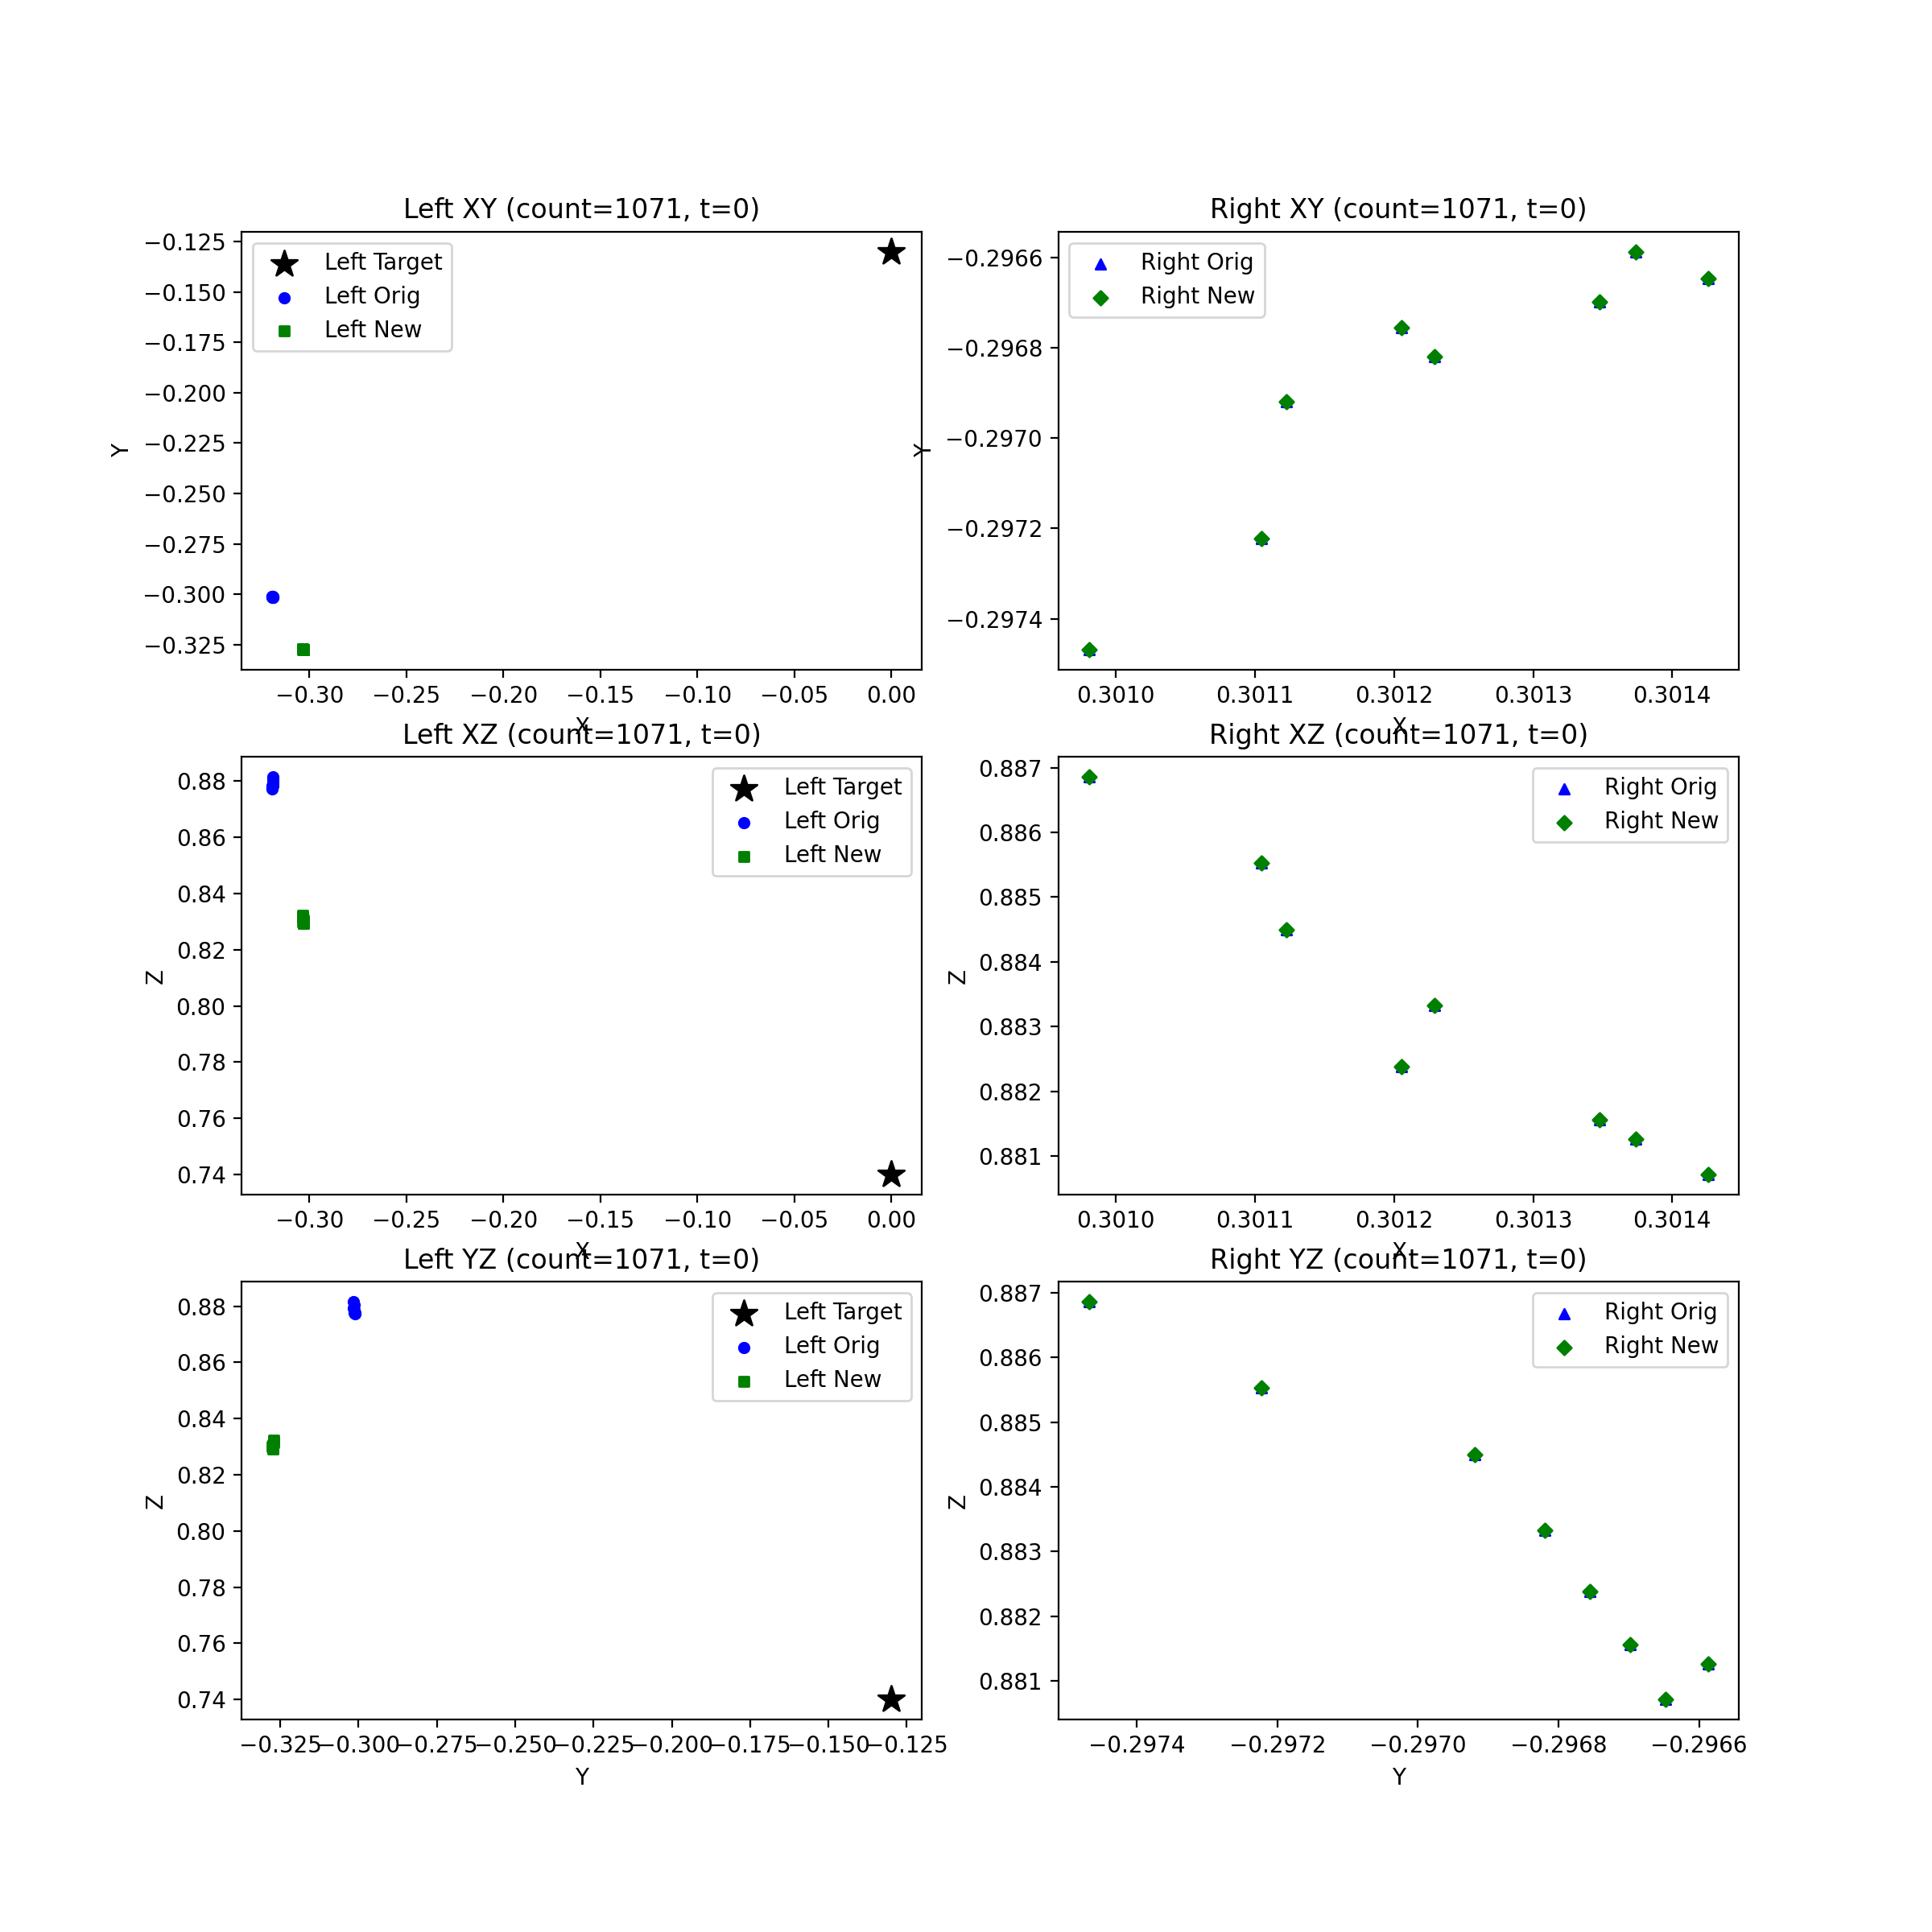 Left XY (count=1071, t=0)
−0.125
−0.150
−0.175
−0.200
−0.225
−0.250
−0.275
−0.300
−0.325
Y
Left Target
Left Orig
Left New
−0.30 −0.25 −0.20 −0.15 −0.10 −0.05 0.00
X
Right XY (count=1071, t=0)
−0.2966
−0.2968
−0.2970
−0.2972
−0.2974
Y
Right Orig
Right New
0.3010 0.3011 0.3012 0.3013 0.3014
X
Left XZ (count=1071, t=0)
0.88
0.86
0.84
0.82
0.80
0.78
0.76
0.74
Z
Left Target
Left Orig
Left New
−0.30 −0.25 −0.20 −0.15 −0.10 −0.05 0.00
X
Right XZ (count=1071, t=0)
0.887
0.886
0.885
0.884
0.883
0.882
0.881
Z
Right Orig
Right New
0.3010 0.3011 0.3012 0.3013 0.3014
X
Left YZ (count=1071, t=0)
0.88
0.86
0.84
0.82
0.80
0.78
0.76
0.74
Z
Left Target
Left Orig
Left New
−0.325 −0.300 −0.275 −0.250 −0.225 −0.200 −0.175 −0.150 −0.125
Y
Right YZ (count=1071, t=0)
0.887
0.886
0.885
0.884
0.883
0.882
0.881
Z
Right Orig
Right New
−0.2974 −0.2972 −0.2970 −0.2968 −0.2966
Y